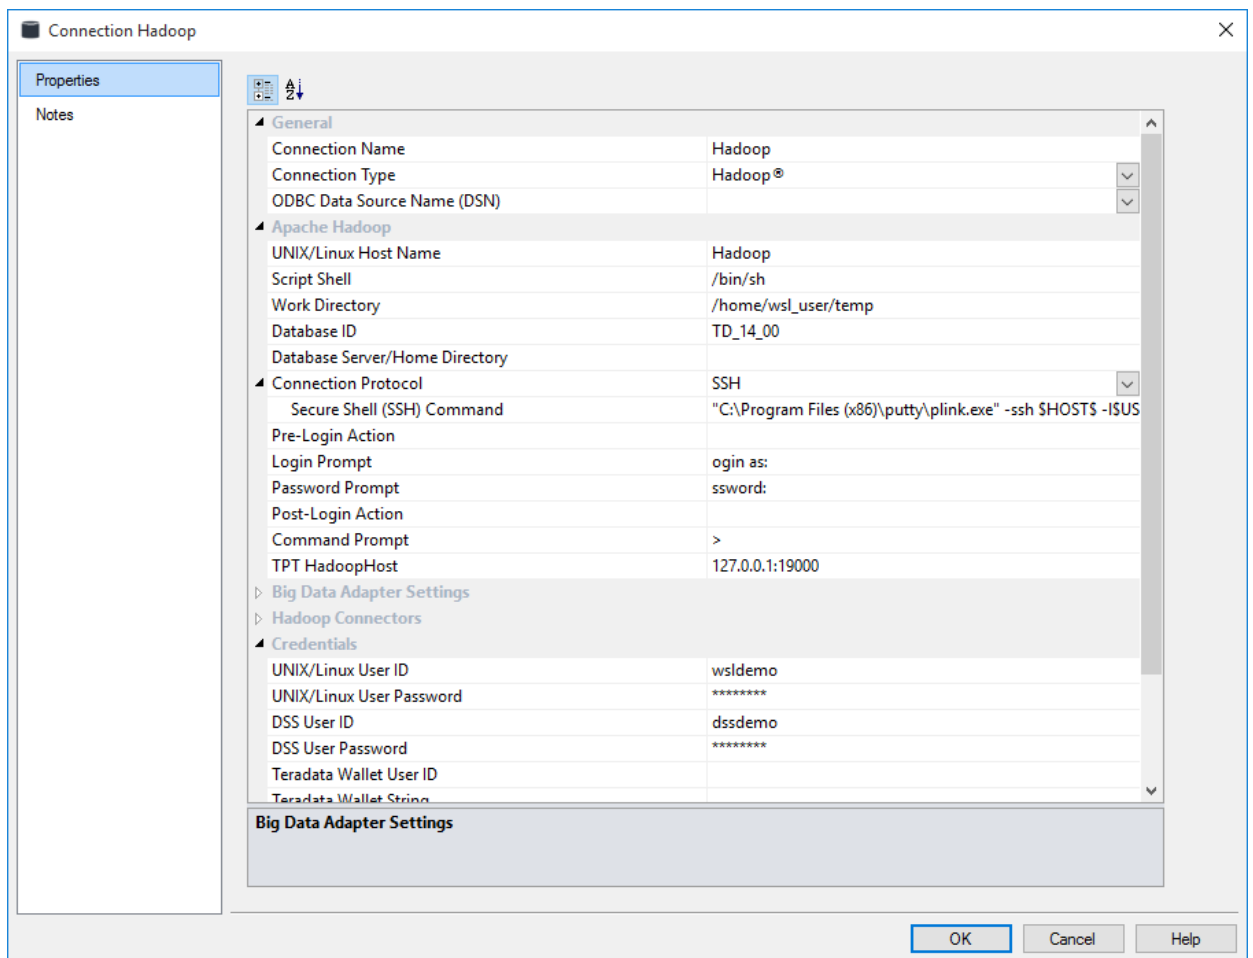 Connection Hadoop
Properties
Notes
General
Connection Name Hadoop
Connection Type Hadoop®
ODBC Data Source Name (DSN)
Apache Hadoop
UNIX/Linux Host Name Hadoop
Script Shell /bin/sh
Work Directory /home/wsl_user/temp
Database ID TD_14_00
Database Server/Home Directory
Connection Protocol SSH
Secure Shell (SSH) Command "C:\Program Files (x86)\putty\plink.exe" -ssh $HOST$ -l$US
Pre-Login Action
Login Prompt ogin as:
Password Prompt ssword:
Post-Login Action
Command Prompt >
TPT HadoopHost 127.0.0.1:19000
Big Data Adapter Settings
Hadoop Connectors
Credentials
UNIX/Linux User ID wsldemo
UNIX/Linux User Password ********
DSS User ID dssdemo
DSS User Password ********
Teradata Wallet User ID
Teradata Wallet String
Big Data Adapter Settings
OK Cancel Help